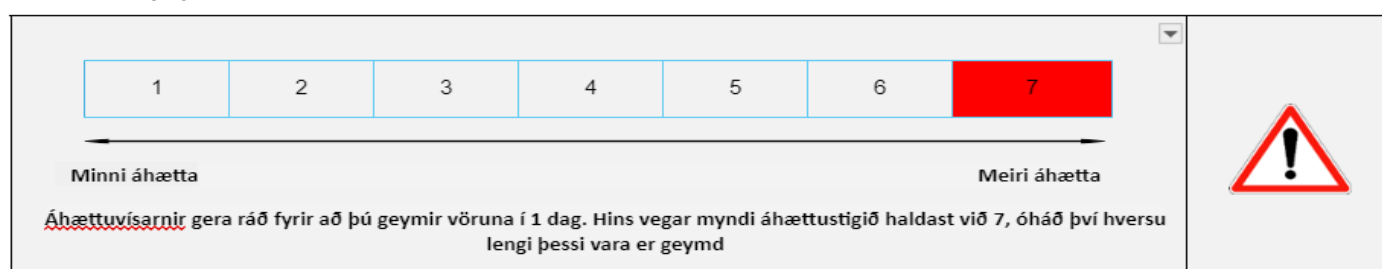 1 2 3 4 5 6 7
Minni áhætta Meiri áhætta
Áhættuvísarnir gera ráð fyrir að þú geymir vöruna í 1 dag. Hins vegar myndi áhættustigið haldast við 7, óháð því hversu
lengi þessi vara er geymd